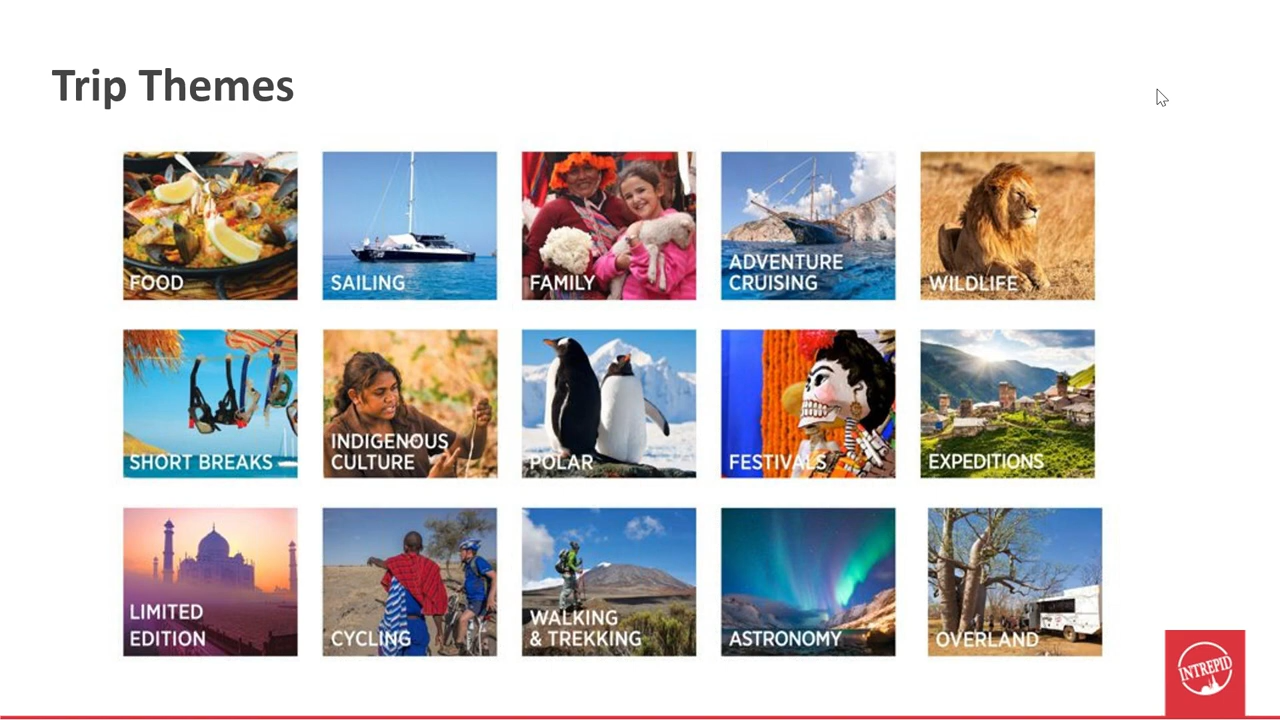 Trip Themes
FOOD
SAILING
FAMILY
ADVENTURE
CRUISING
WILDLIFE
SHORT BREAKS
INDIGENOUS
CULTURE
POLAR
FESTIVALS
EXPEDITIONS
LIMITED
EDITION
CYCLING
WALKING
& TREKKING
ASTRONOMY
OVERLAND
INTREPID